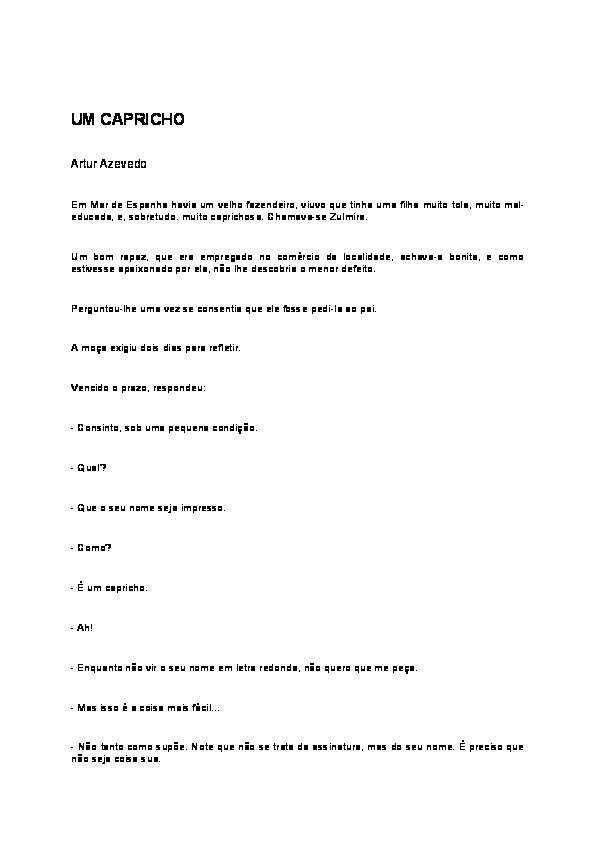 UM CAPRICHO
Artur Azevedo
Em Mar de Espanha havia um velho fazendeiro, viúvo que tinha uma filha muito tola, muito mal-
educada, e, sobretudo, muito caprichosa. Chamava-se Zulmira.
Um bom rapaz, que era empregado no comércio da localidade, achava-a bonita, e como
estivesse apaixonado por ela, não lhe descobria o menor defeito.
Perguntou-lhe uma vez se consentia que ele fosse pedi-la ao pai.
A moça exigiu dois dias para refletir.
Vencido o prazo, respondeu:
- Consinto, sob uma pequena condição.
- Qual?
- Que o seu nome seja impresso.
- Como?
- É um capricho.
- Ah!
- Enquanto não vir o seu nome em letra redonda, não quero que me peça.
- Mas isso é a coisa mais fácil...
- Não tanto como supõe. Note que não se trata da assinatura, mas do seu nome. É preciso que
não seja coisa sua.